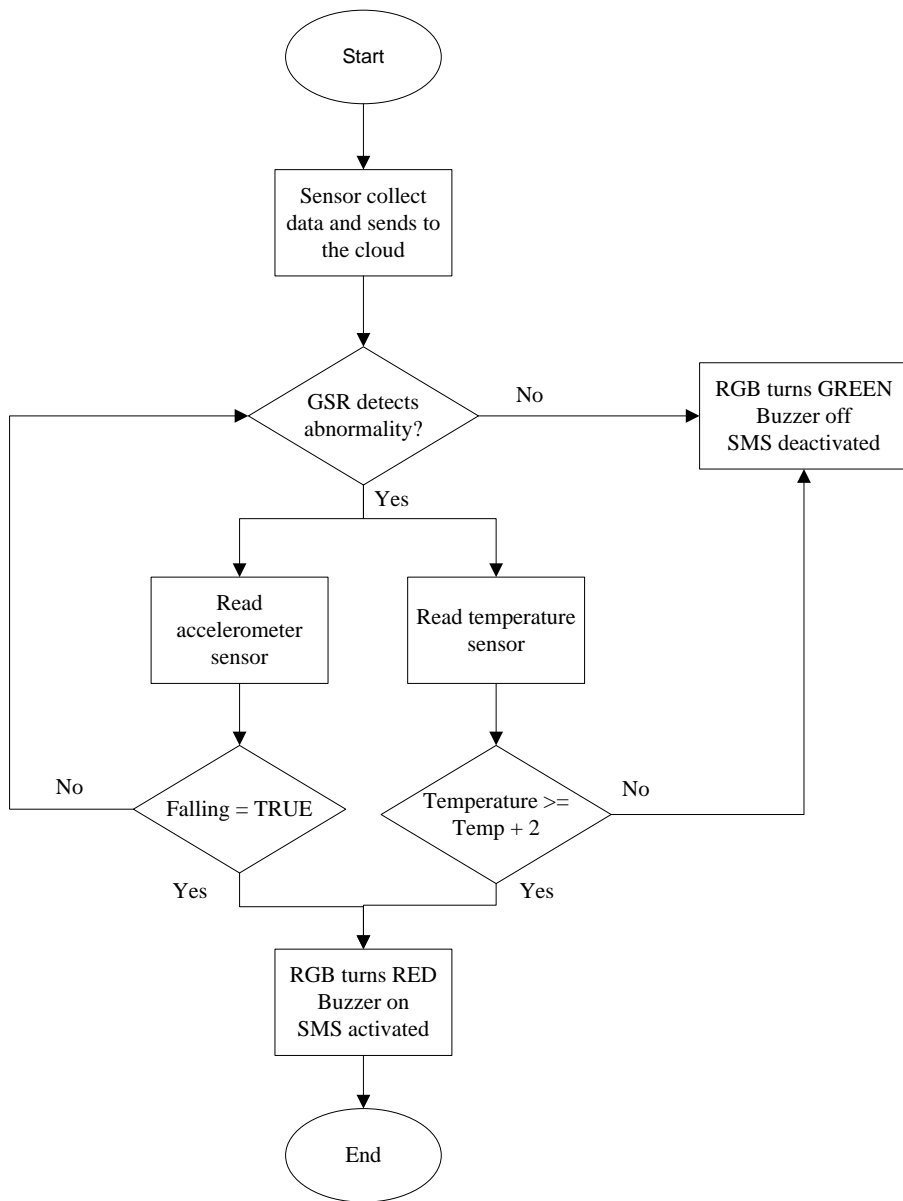 Start
Sensor collect
data and sends to
the cloud
GSR detects
abnormality?
No
RGB turns GREEN
Buzzer off
SMS deactivated
Yes
Read
accelerometer
sensor
Read temperature
sensor
No
Falling = TRUE
Temperature >=
Temp + 2
No
Yes
Yes
RGB turns RED
Buzzer on
SMS activated
End